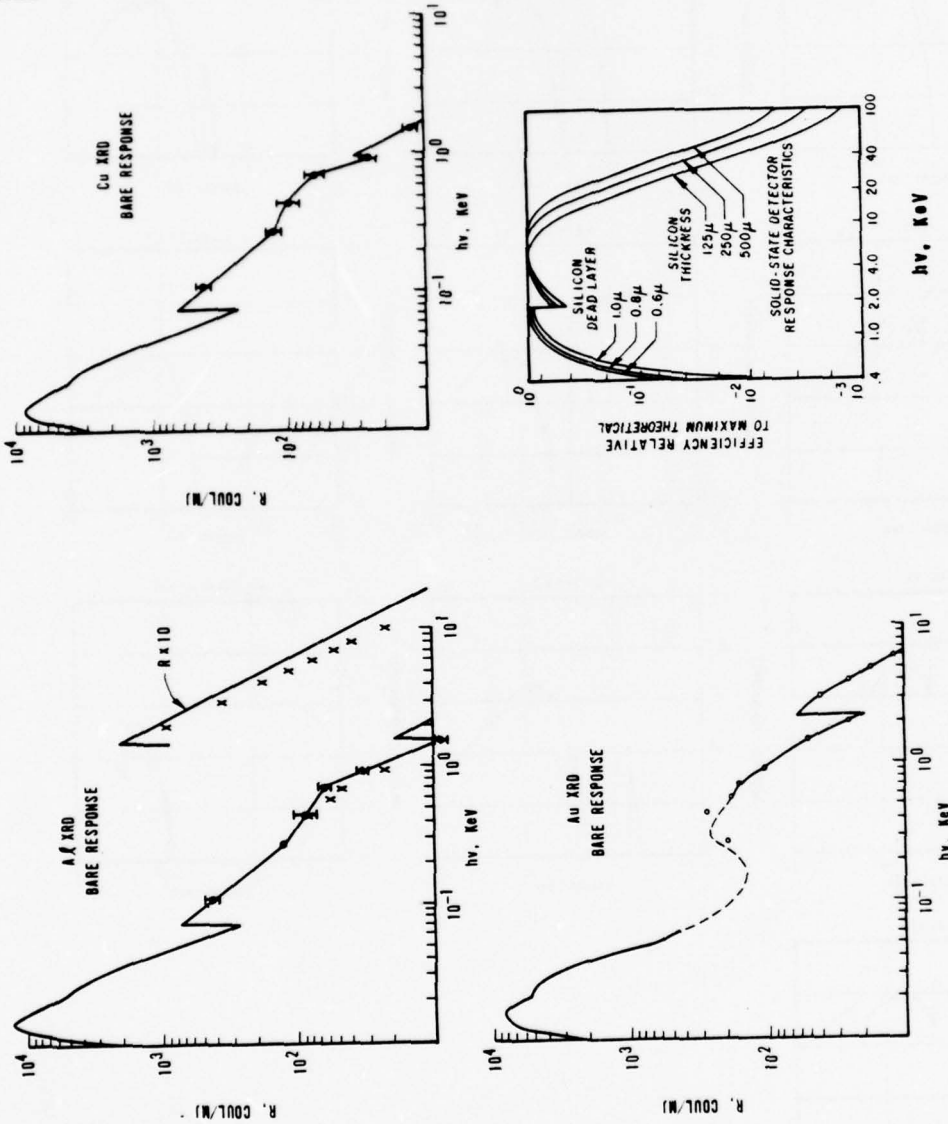 Al XRD
BARE RESPONSE
R × 10
10⁴
10³
10²
R, COUL/MJ
10⁻¹
10⁰
10¹
hν, KeV
Cu XRD
BARE RESPONSE
10⁴
10³
10²
R, COUL/MJ
10⁻¹
10⁰
10¹
hν, KeV
Au XRD
BARE RESPONSE
10⁴
10³
10²
R, COUL/MJ
10⁻¹
10⁰
10¹
hν, KeV
EFFICIENCY RELATIVE
TO MAXIMUM THEORETICAL
10⁰
10⁻¹
10⁻²
10⁻³
SILICON
DEAD LAYER
1.0μ
0.8μ
0.6μ
SILICON
THICKNESS
125μ
250μ
500μ
SOLID-STATE DETECTOR
RESPONSE CHARACTERISTICS
.4
1.0
2.0
4.0
10
20
40
100
hν, KeV